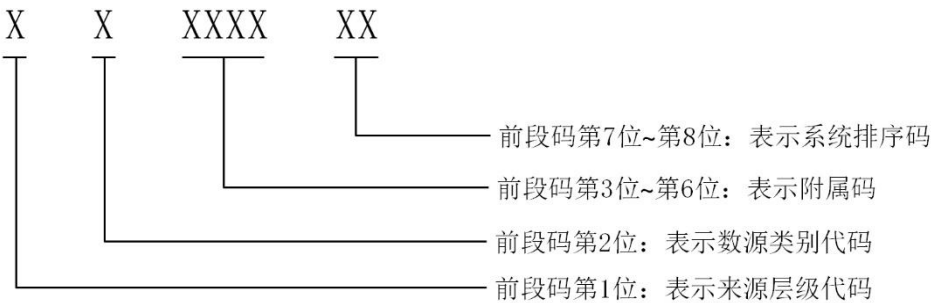 X X XXXX XX
前段码第7位~第8位：表示系统排序码
前段码第3位~第6位：表示附属码
前段码第2位：表示数源类别代码
前段码第1位：表示来源层级代码